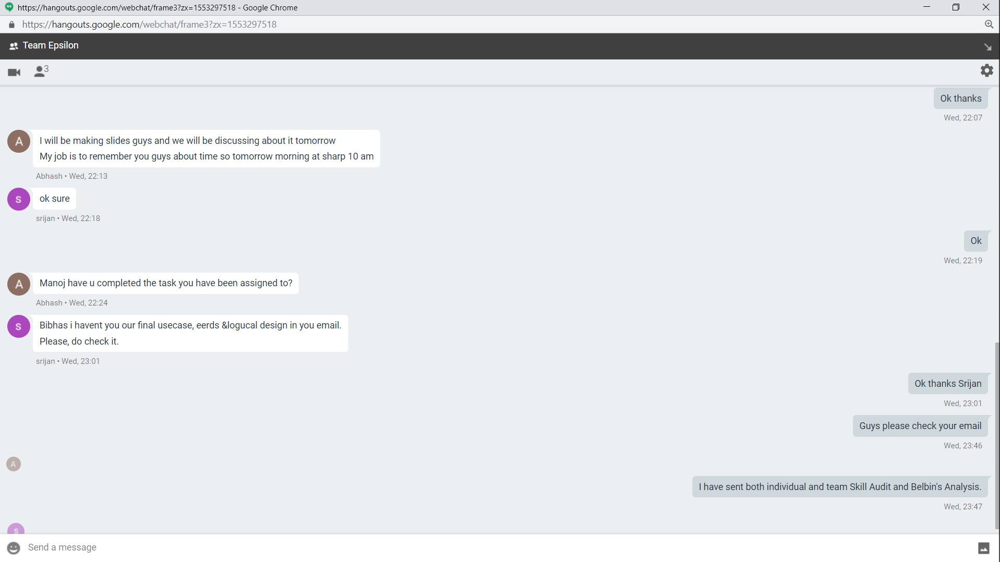 https://hangouts.google.com/webchat/frame3?zx=1553297518 - Google Chrome
https://hangouts.google.com/webchat/frame3?zx=1553297518
Team Epsilon
3
Ok thanks
Wed, 22:07
A
I will be making slides guys and we will be discussing about it tomorrow
My job is to remember you guys about time so tomorrow morning at sharp 10 am
Abhash • Wed, 22:13
s
ok sure
srijan • Wed, 22:18
Ok
Wed, 22:19
A
Manoj have u completed the task you have been assigned to?
Abhash • Wed, 22:24
s
Bibhas i havent you our final usecase, eerds &logucal design in you email.
Please, do check it.
srijan • Wed, 23:01
Ok thanks Srijan
Wed, 23:01
Guys please check your email
Wed, 23:46
A
I have sent both individual and team Skill Audit and Belbin's Analysis.
Wed, 23:47
s
Send a message